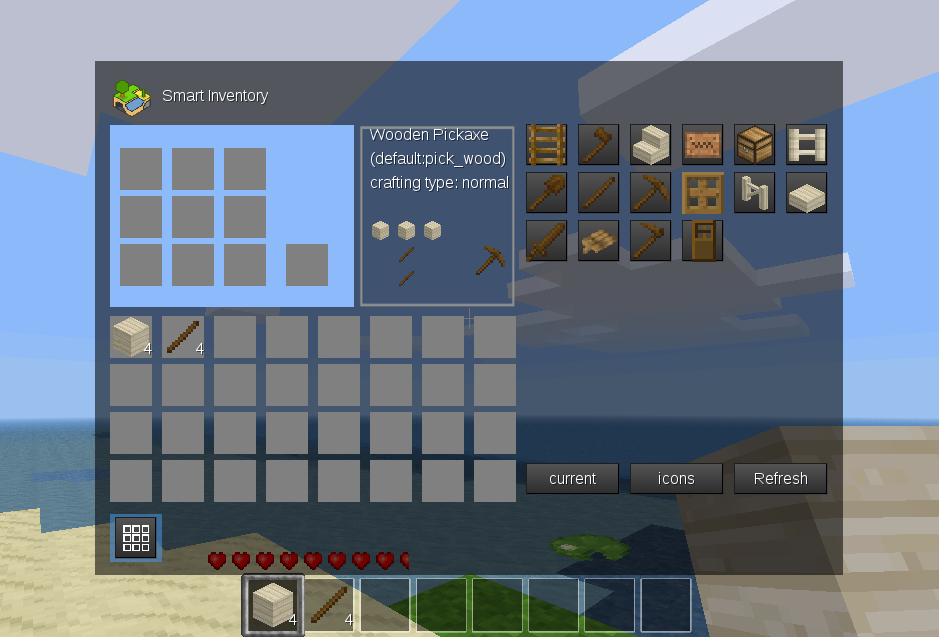 Smart Inventory
Wooden Pickaxe
(default:pick_wood)
crafting type: normal
4
4
current
icons
Refresh
4
4